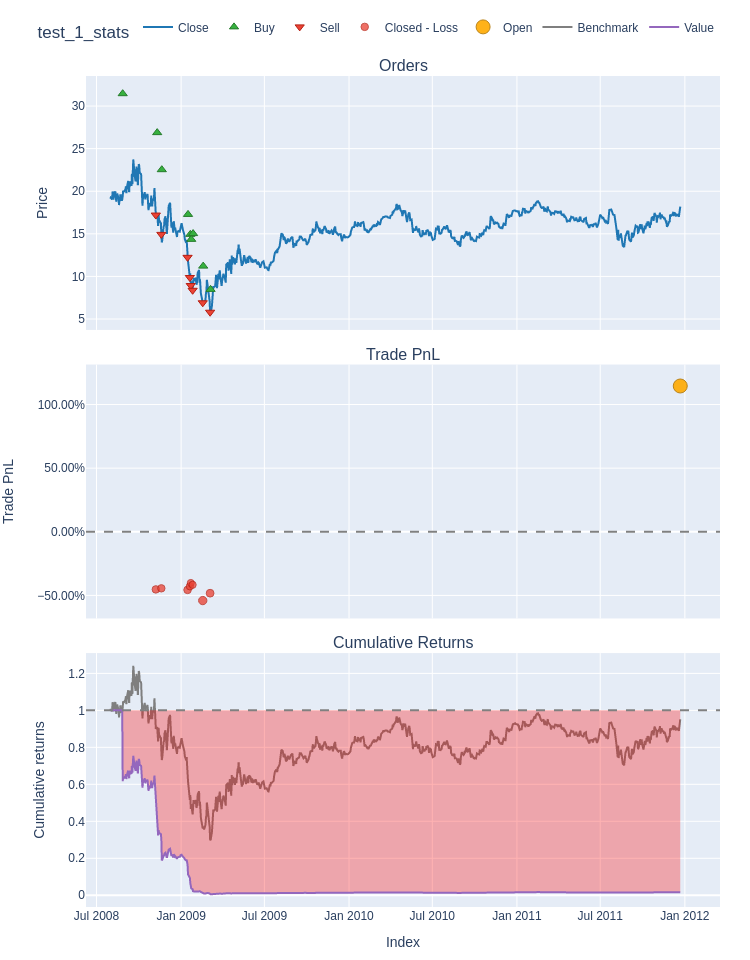 test_1_stats
Close
Buy
Sell
Closed - Loss
Open
Benchmark
Value
Orders
Price
30
25
20
15
10
5
Trade PnL
Trade PnL
100.00%
50.00%
0.00%
−50.00%
Cumulative Returns
Cumulative returns
1.2
1
0.8
0.6
0.4
0.2
0
Jul 2008
Jan 2009
Jul 2009
Jan 2010
Jul 2010
Jan 2011
Jul 2011
Jan 2012
Index